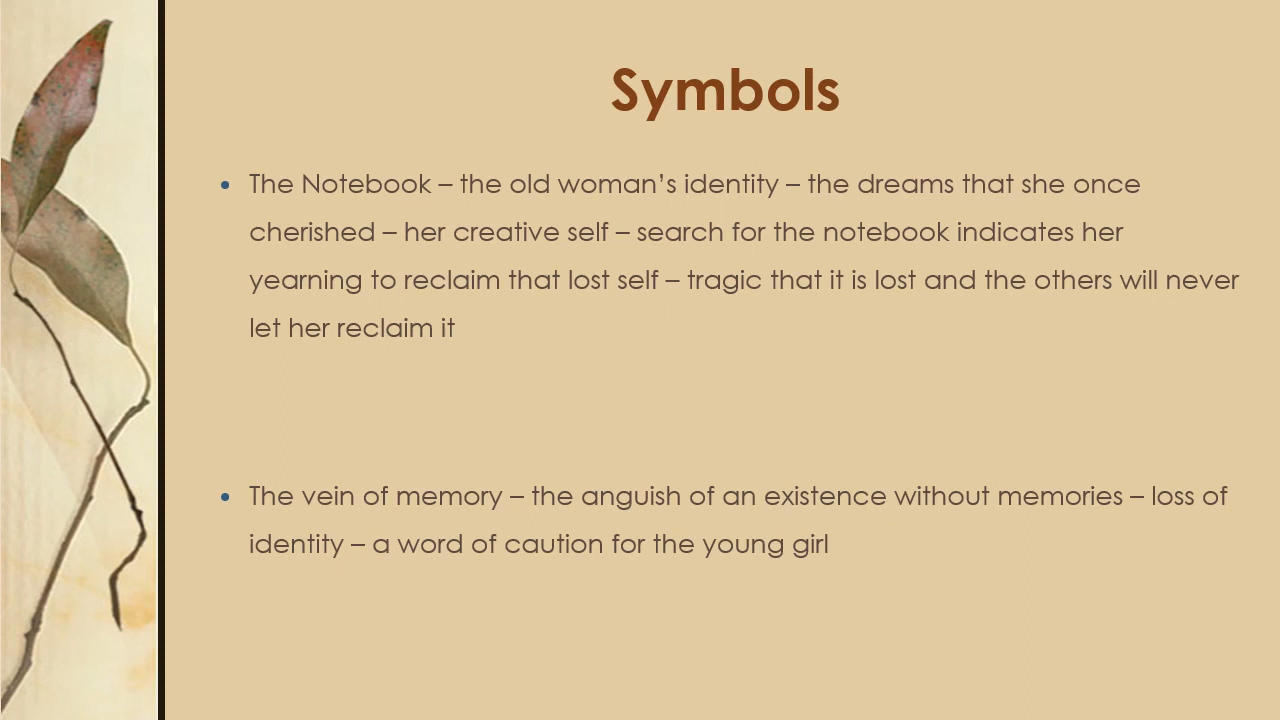 Symbols
• The Notebook – the old woman’s identity – the dreams that she once
cherished – her creative self – search for the notebook indicates her
yearning to reclaim that lost self – tragic that it is lost and the others will never
let her reclaim it
• The vein of memory – the anguish of an existence without memories – loss of
identity – a word of caution for the young girl